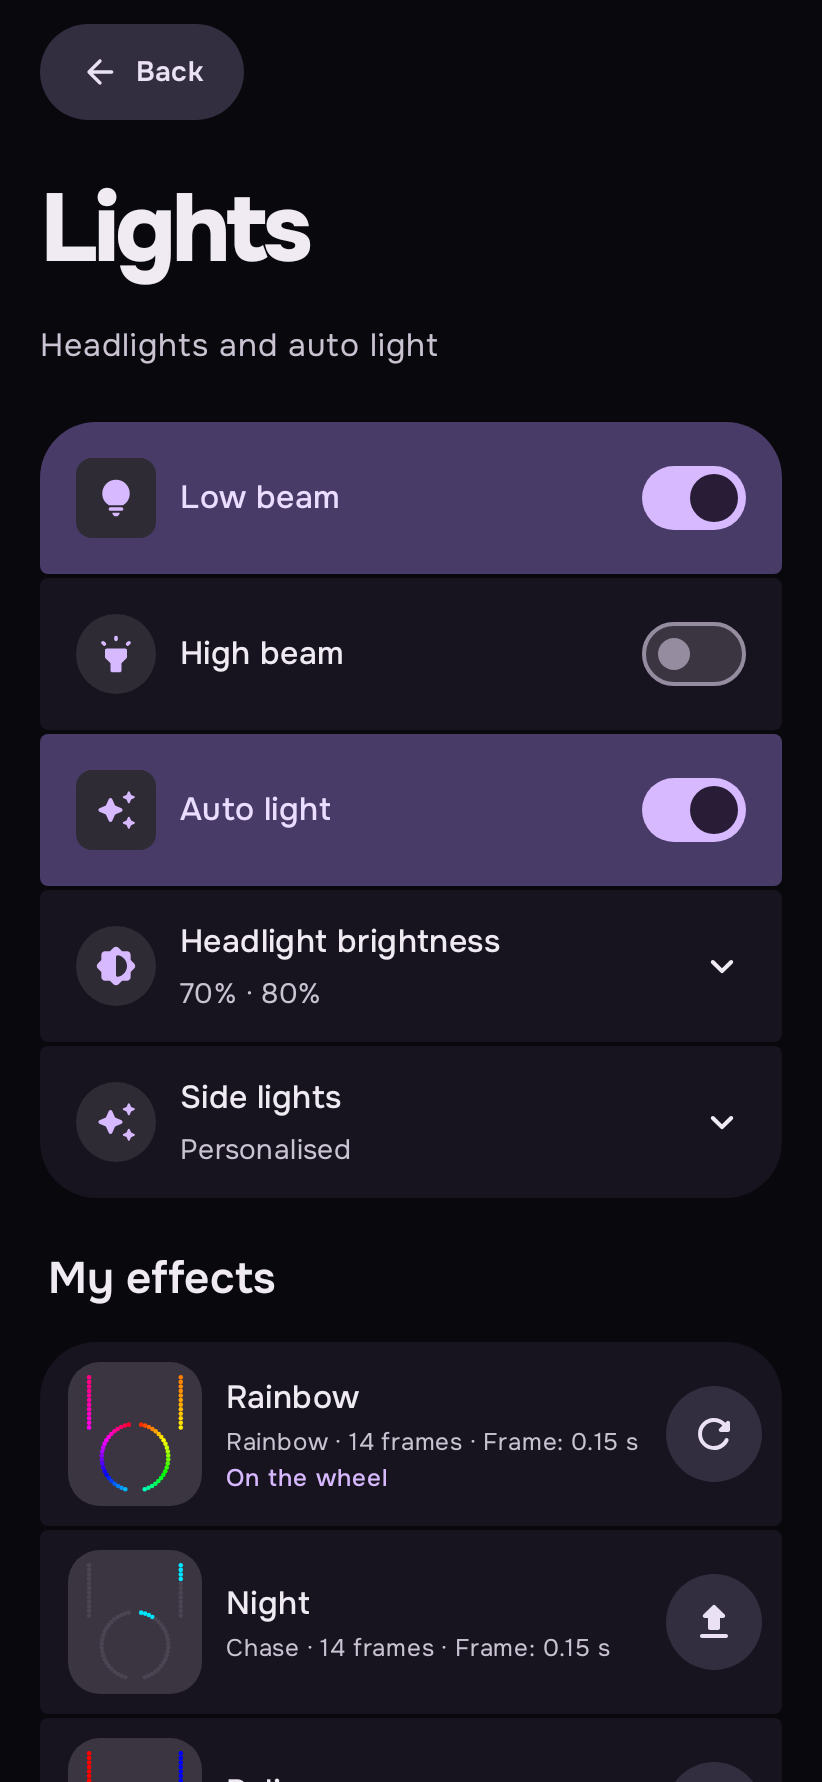 Back
Lights
Headlights and auto light
Low beam
High beam
Auto light
Headlight brightness
70% · 80%
Side lights
Personalised
My effects
Rainbow
Rainbow · 14 frames · Frame: 0.15 s
On the wheel
Night
Chase · 14 frames · Frame: 0.15 s